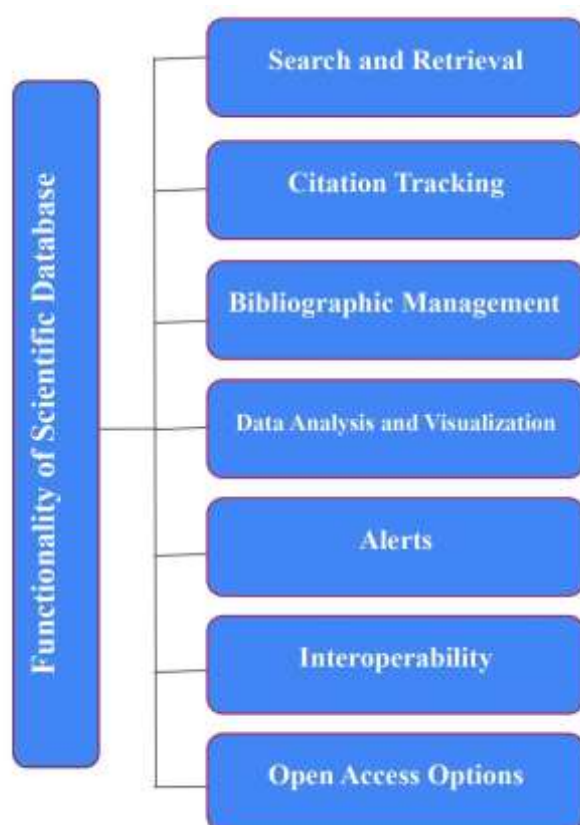 Functionality of Scientific Database
Search and Retrieval
Citation Tracking
Bibliographic Management
Data Analysis and Visualization
Alerts
Interoperability
Open Access Options